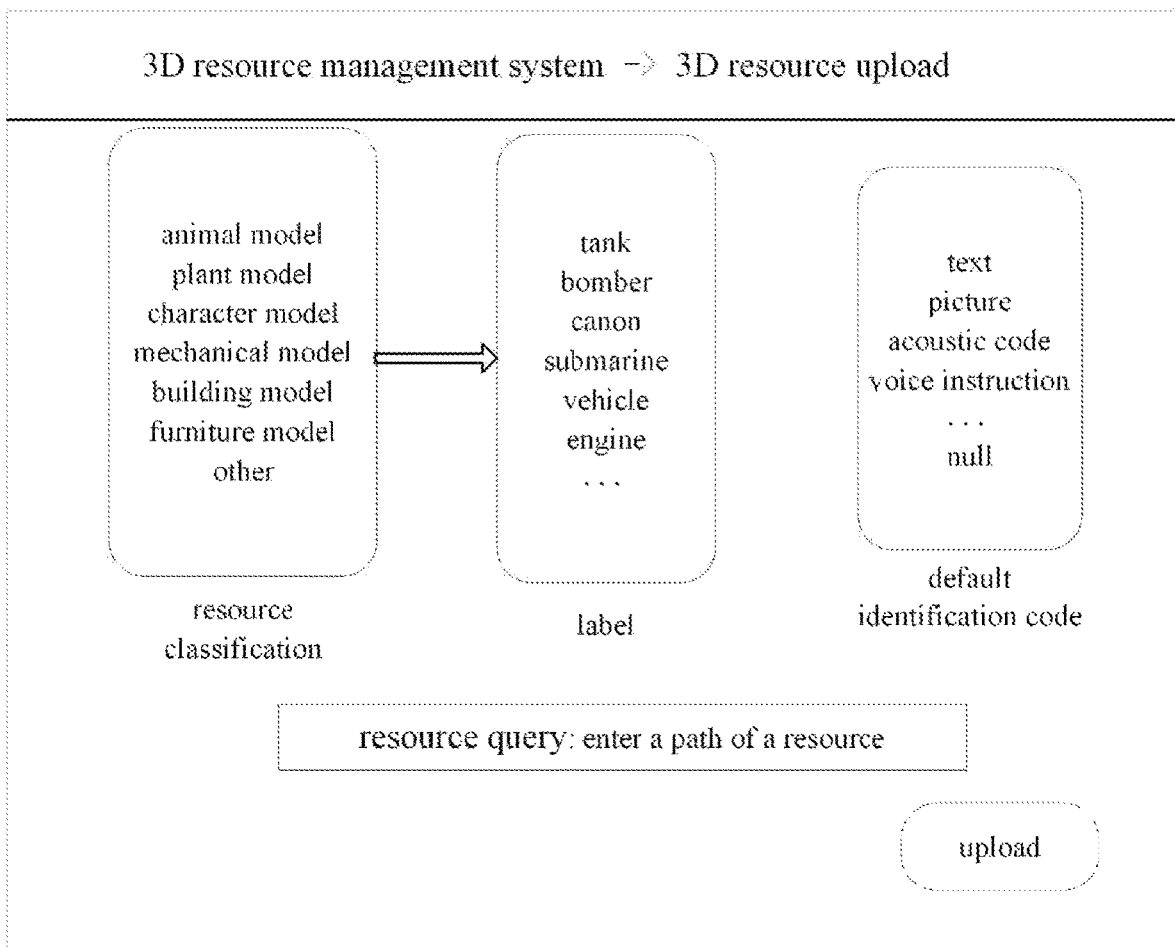 3D resource management system -> 3D resource upload
animal model
plant model
character model
mechanical model
building model
furniture model
other
resource
classification
tank
bomber
canon
submarine
vehicle
engine
. . .
label
text
picture
acoustic code
voice instruction
. . .
null
default
identification code
resource query: enter a path of a resource
upload